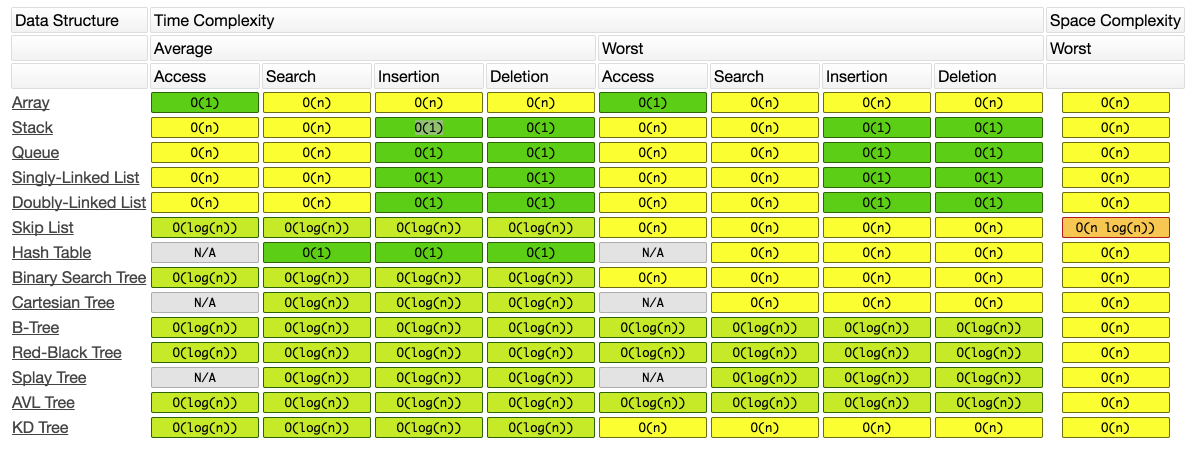 Data Structure Time Complexity Space Complexity
Average Worst Worst
Access Search Insertion Deletion Access Search Insertion Deletion
Array O(1) O(n) O(n) O(n) O(1) O(n) O(n) O(n) O(n)
Stack O(n) O(n) O(1) O(1) O(n) O(n) O(1) O(1) O(n)
Queue O(n) O(n) O(1) O(1) O(n) O(n) O(1) O(1) O(n)
Singly-Linked List O(n) O(n) O(1) O(1) O(n) O(n) O(1) O(1) O(n)
Doubly-Linked List O(n) O(n) O(1) O(1) O(n) O(n) O(1) O(1) O(n)
Skip List O(log(n)) O(log(n)) O(log(n)) O(log(n)) O(n) O(n) O(n) O(n) O(n log(n))
Hash Table N/A O(1) O(1) O(1) N/A O(n) O(n) O(n) O(n)
Binary Search Tree O(log(n)) O(log(n)) O(log(n)) O(log(n)) O(n) O(n) O(n) O(n) O(n)
Cartesian Tree N/A O(log(n)) O(log(n)) O(log(n)) N/A O(n) O(n) O(n) O(n)
B-Tree O(log(n)) O(log(n)) O(log(n)) O(log(n)) O(log(n)) O(log(n)) O(log(n)) O(log(n)) O(n)
Red-Black Tree O(log(n)) O(log(n)) O(log(n)) O(log(n)) O(log(n)) O(log(n)) O(log(n)) O(log(n)) O(n)
Splay Tree N/A O(log(n)) O(log(n)) O(log(n)) N/A O(log(n)) O(log(n)) O(log(n)) O(n)
AVL Tree O(log(n)) O(log(n)) O(log(n)) O(log(n)) O(log(n)) O(log(n)) O(log(n)) O(log(n)) O(n)
KD Tree O(log(n)) O(log(n)) O(log(n)) O(log(n)) O(n) O(n) O(n) O(n) O(n)